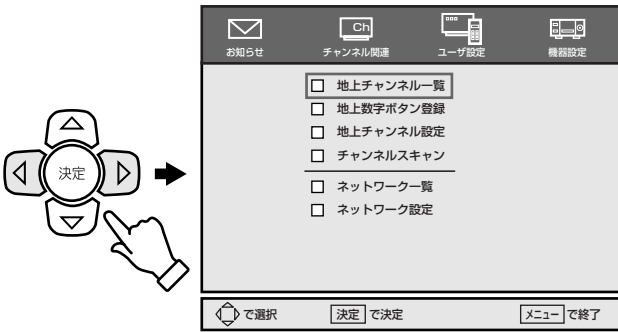 お知らせ
Ch
チャンネル関連
ユーザ設定
機器設定
地上チャンネル一覧
地上数字ボタン登録
地上チャンネル設定
チャンネルスキャン
ネットワーク一覧
ネットワーク設定
決定
で選択 決定 で決定 メニュー で終了